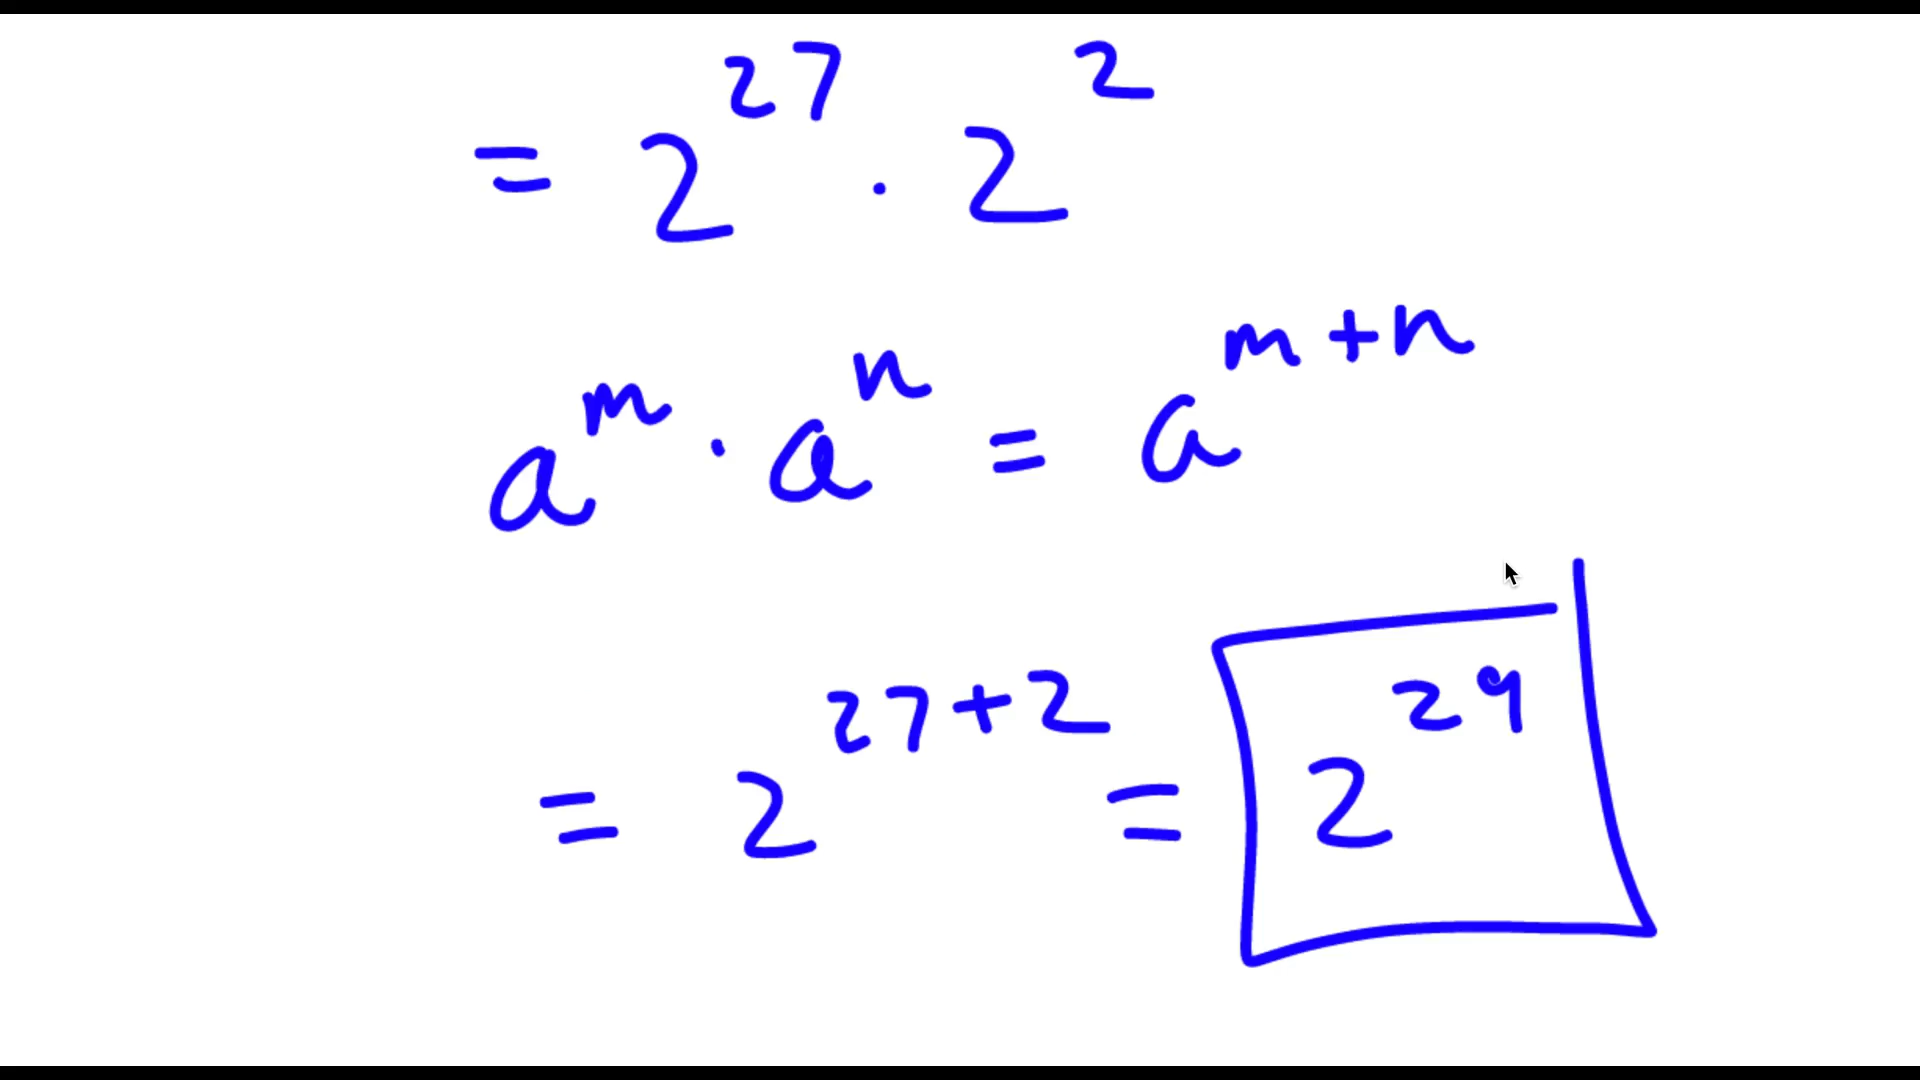 = 2^27 · 2^2
a^m · a^n = a^m+n
= 2^27+2 = 2^29